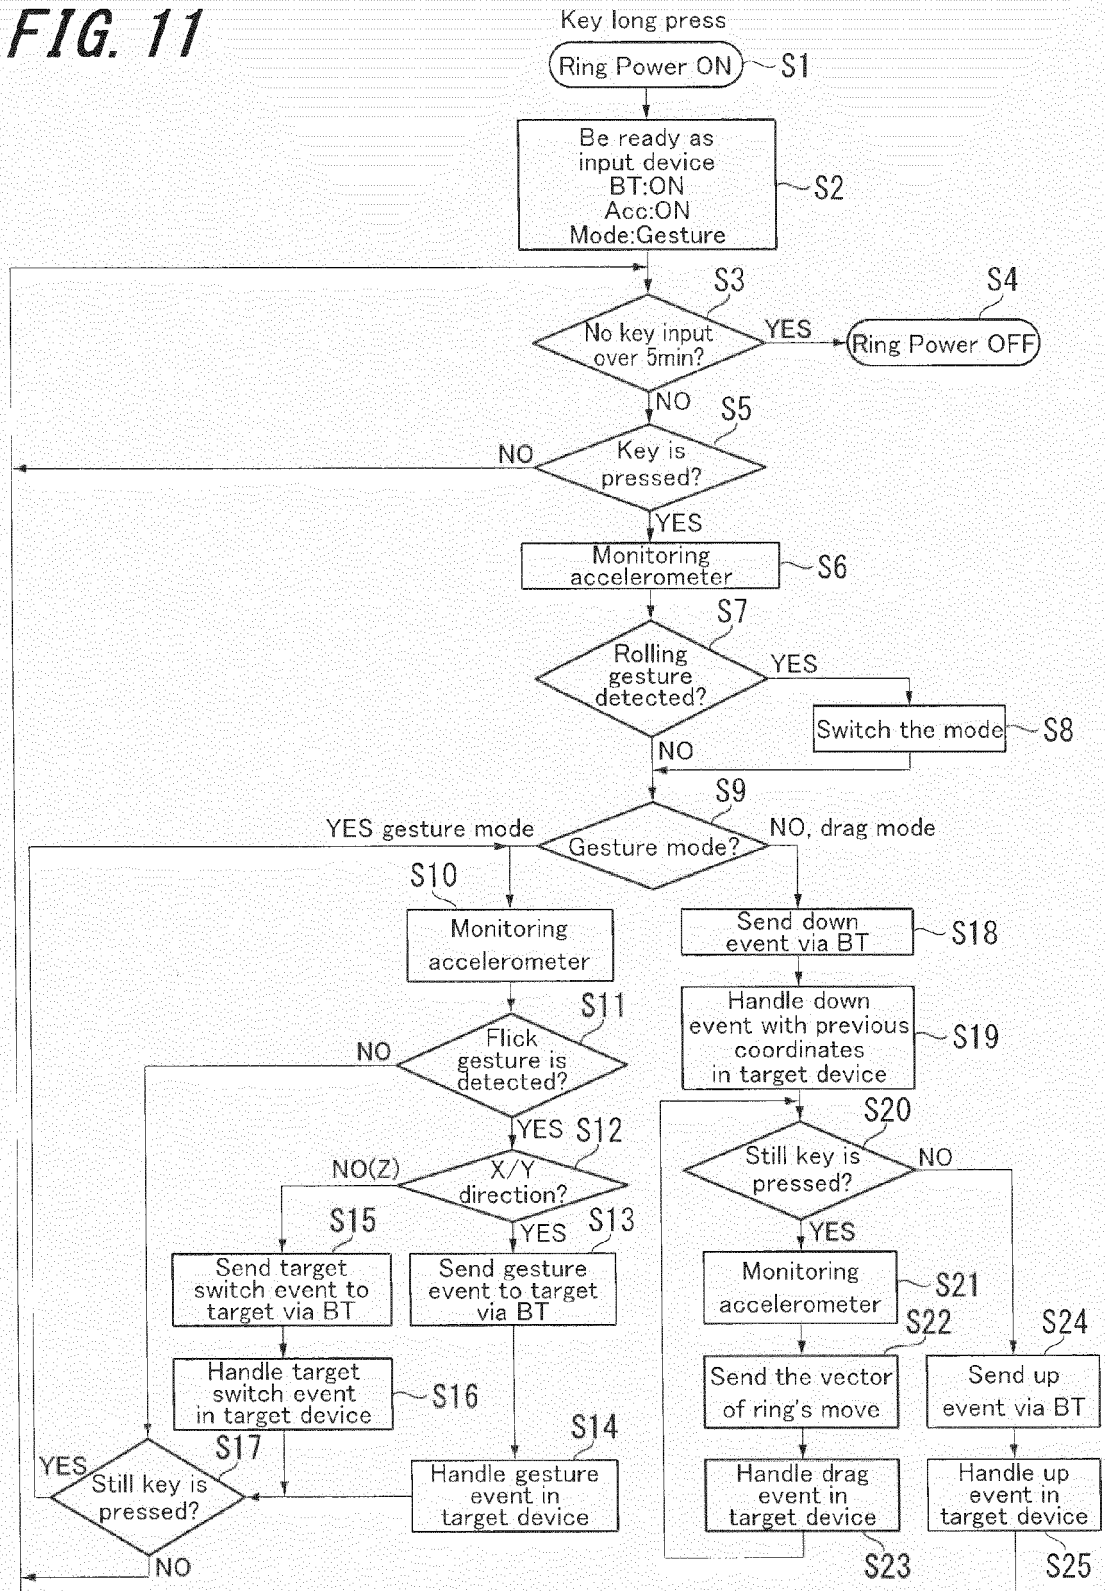 FIG. 11
Key long press
Ring Power ON
S1
Be ready as
input device
BT:ON
Acc:ON
Mode:Gesture
S2
S3
No key input
over 5min?
YES
S4
Ring Power OFF
NO
S5
Key is
pressed?
NO
YES
Monitoring
accelerometer
S6
S7
Rolling
gesture
detected?
YES
Switch the mode
S8
NO
S9
Gesture mode?
YES gesture mode
NO, drag mode
S10
Monitoring
accelerometer
Send down
event via BT
S18
S11
Flick
gesture is
detected?
NO
Handle down
event with previous
coordinates
in target device
S19
YES
S12
X/Y
direction?
NO(Z)
S20
Still key is
pressed?
NO
YES
S15
Send target
switch event to
target via BT
YES
S13
Send gesture
event to target
via BT
Monitoring
accelerometer
S21
S22
Send the vector
of ring's move
S24
Send up
event via BT
Handle target
switch event
in target device
S16
S17
Still key is
pressed?
YES
NO
S14
Handle gesture
event in
target device
Handle drag
event in
target device
S23
Handle up
event in
target device
S25